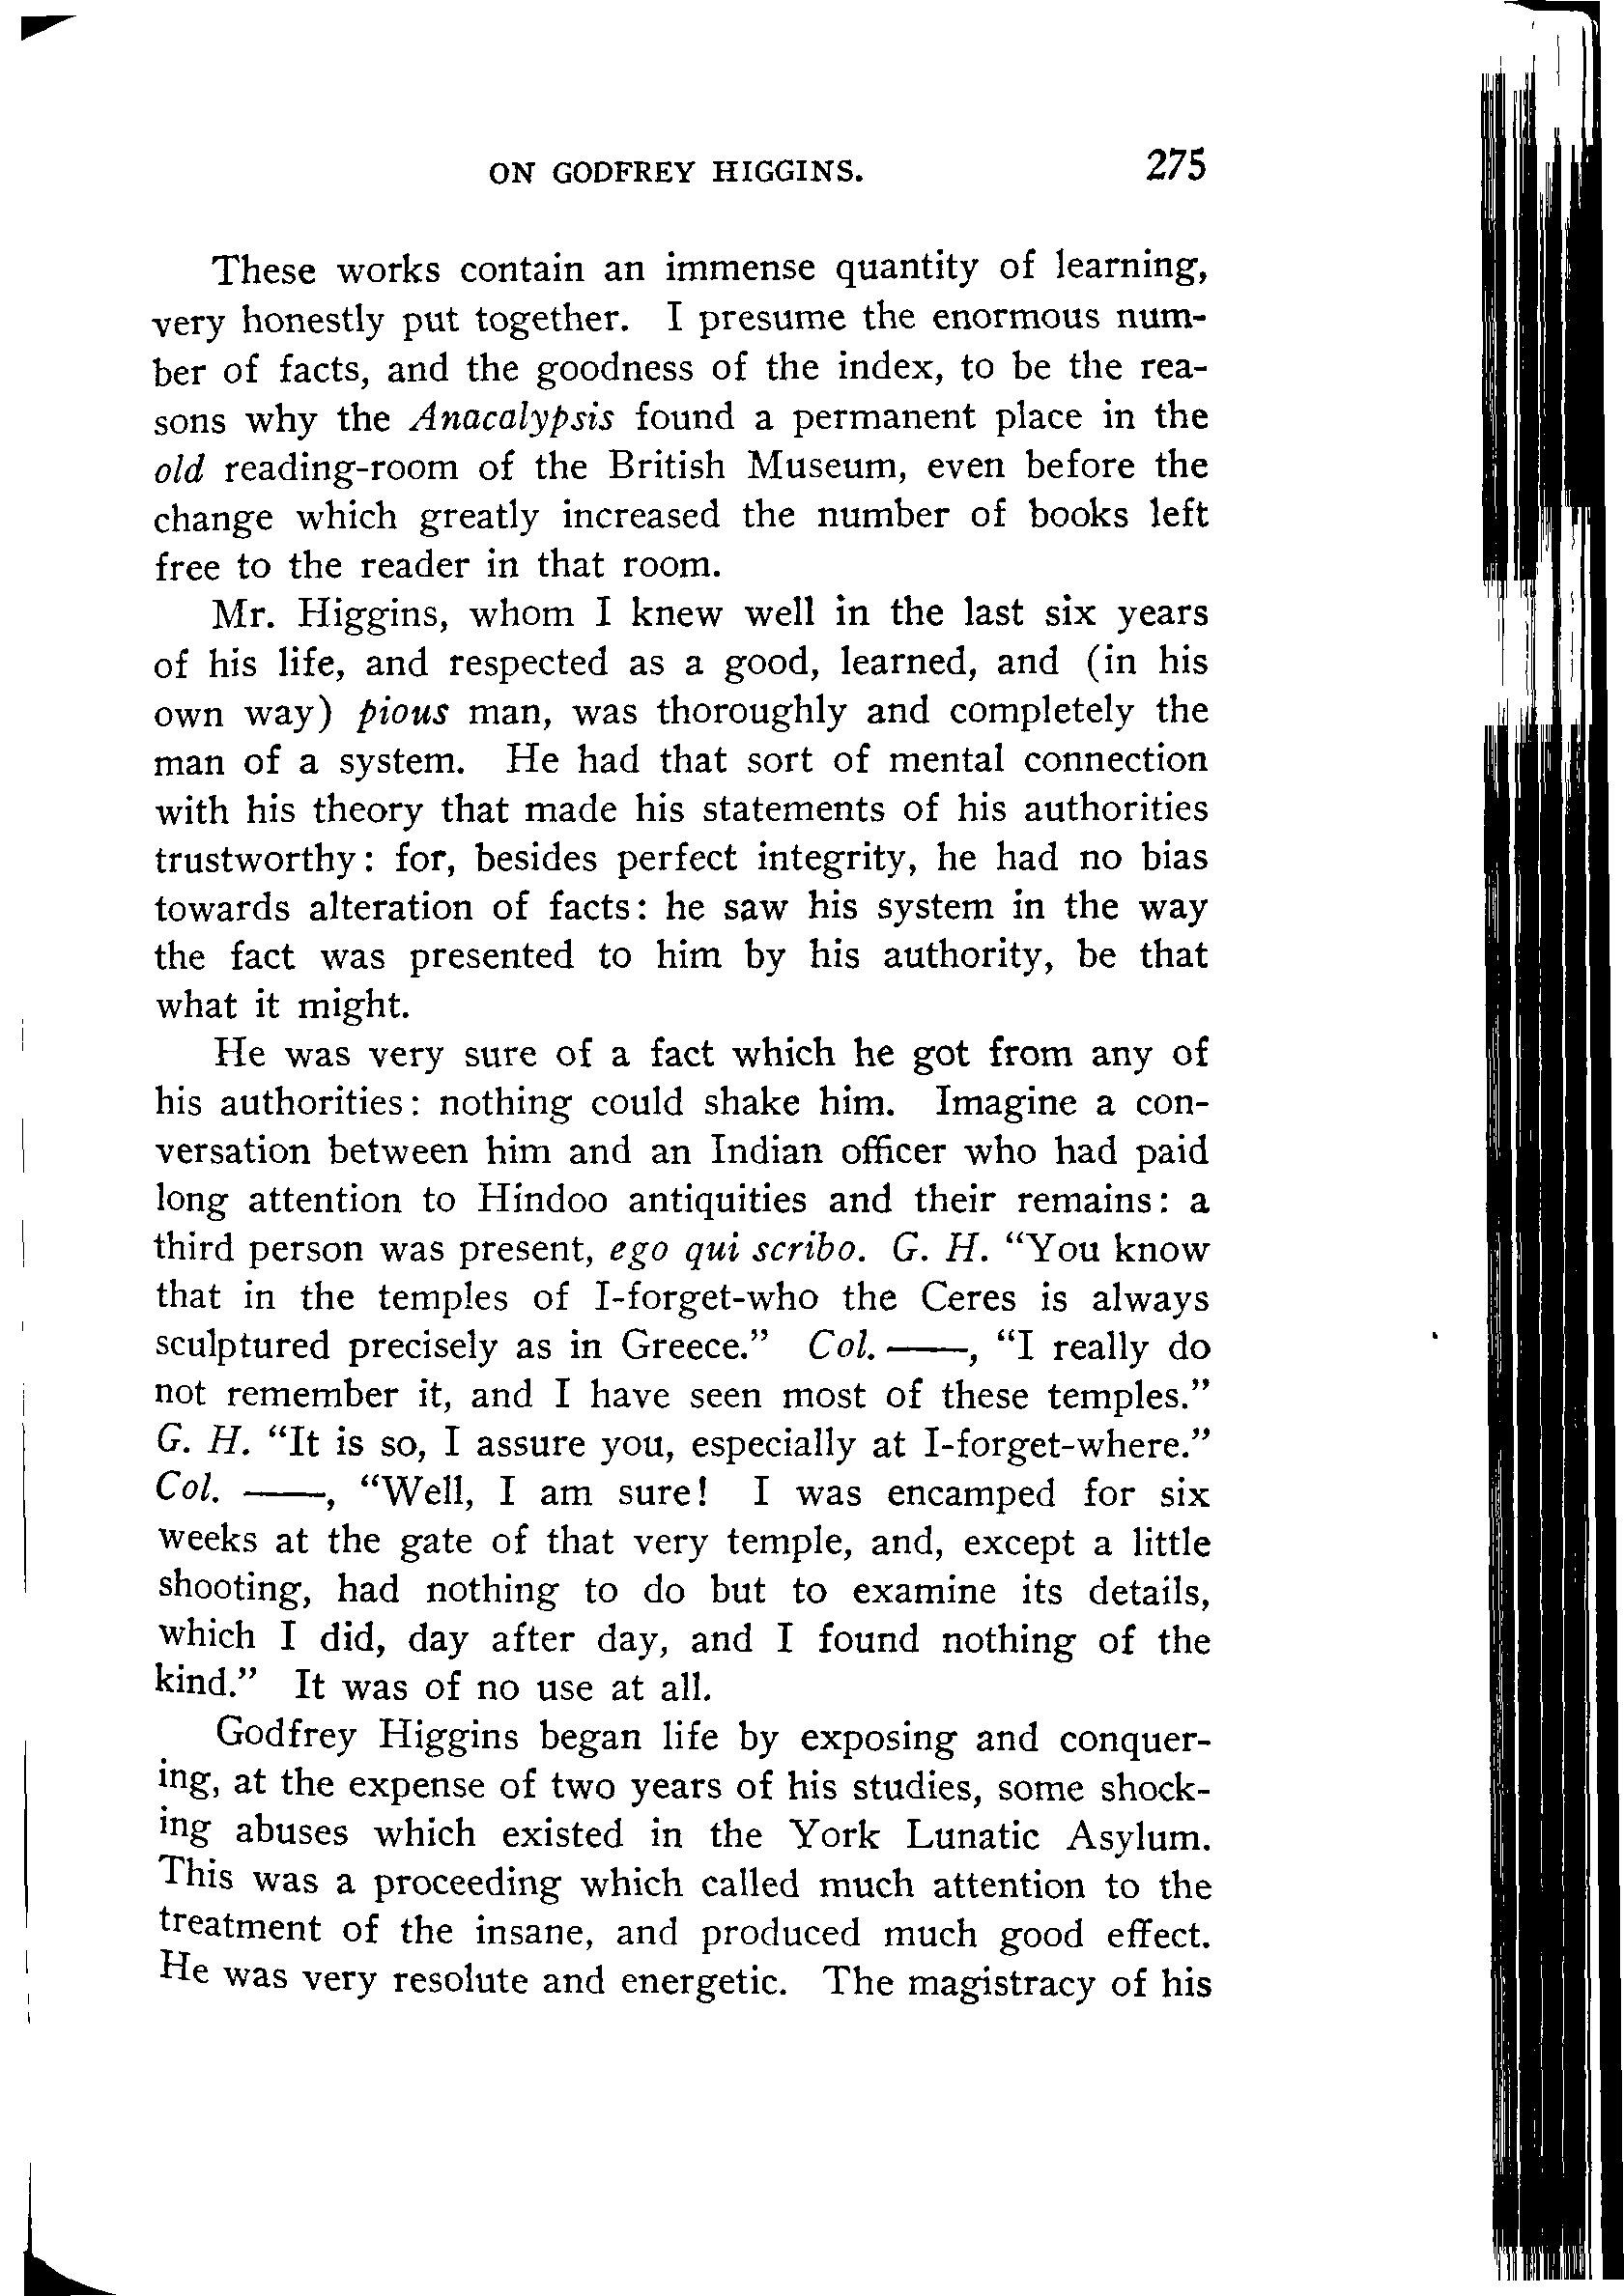 ON GODFREY HIGGINS. 275
These works contain an immense quantity of learning,
very honestly put together. I presume the enormous num-
ber of facts, and the goodness of the index, to be the rea-
sons why the Anacalypsis found a permanent place in the
old reading-room of the British Museum, even before the
change which greatly increased the number of books left
free to the reader in that room.
Mr. Higgins, whom I knew well in the last six years
of his life, and respected as a good, learned, and (in his
own way) pious man, was thoroughly and completely the
man of a system. He had that sort of mental connection
with his theory that made his statements of his authorities
trustworthy: for, besides perfect integrity, he had no bias
towards alteration of facts: he saw his system in the way
the fact was presented to him by his authority, be that
what it might.
He was very sure of a fact which he got from any of
his authorities: nothing could shake him. Imagine a con-
versation between him and an Indian officer who had paid
long attention to Hindoo antiquities and their remains: a
third person was present, ego qui scribo. G. H. “You know
that in the temples of I-forget-who the Ceres is always
sculptured precisely as in Greece.” Col. ——, “I really do
not remember it, and I have seen most of these temples.”
G. H. “It is so, I assure you, especially at I-forget-where.”
Col. ——, “Well, I am sure! I was encamped for six
weeks at the gate of that very temple, and, except a little
shooting, had nothing to do but to examine its details,
which I did, day after day, and I found nothing of the
kind.” It was of no use at all.
Godfrey Higgins began life by exposing and conquer-
ing, at the expense of two years of his studies, some shock-
ing abuses which existed in the York Lunatic Asylum.
This was a proceeding which called much attention to the
treatment of the insane, and produced much good effect.
He was very resolute and energetic. The magistracy of his